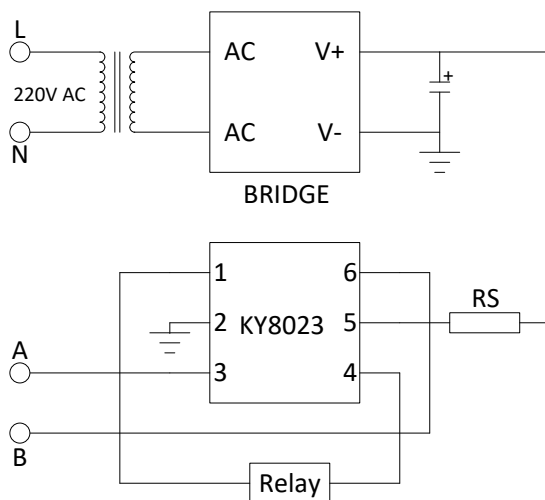 L
AC V+
220V AC
+
N
AC V-
BRIDGE
1 6
RS
2 KY8023 5
A
3 4
B
Relay